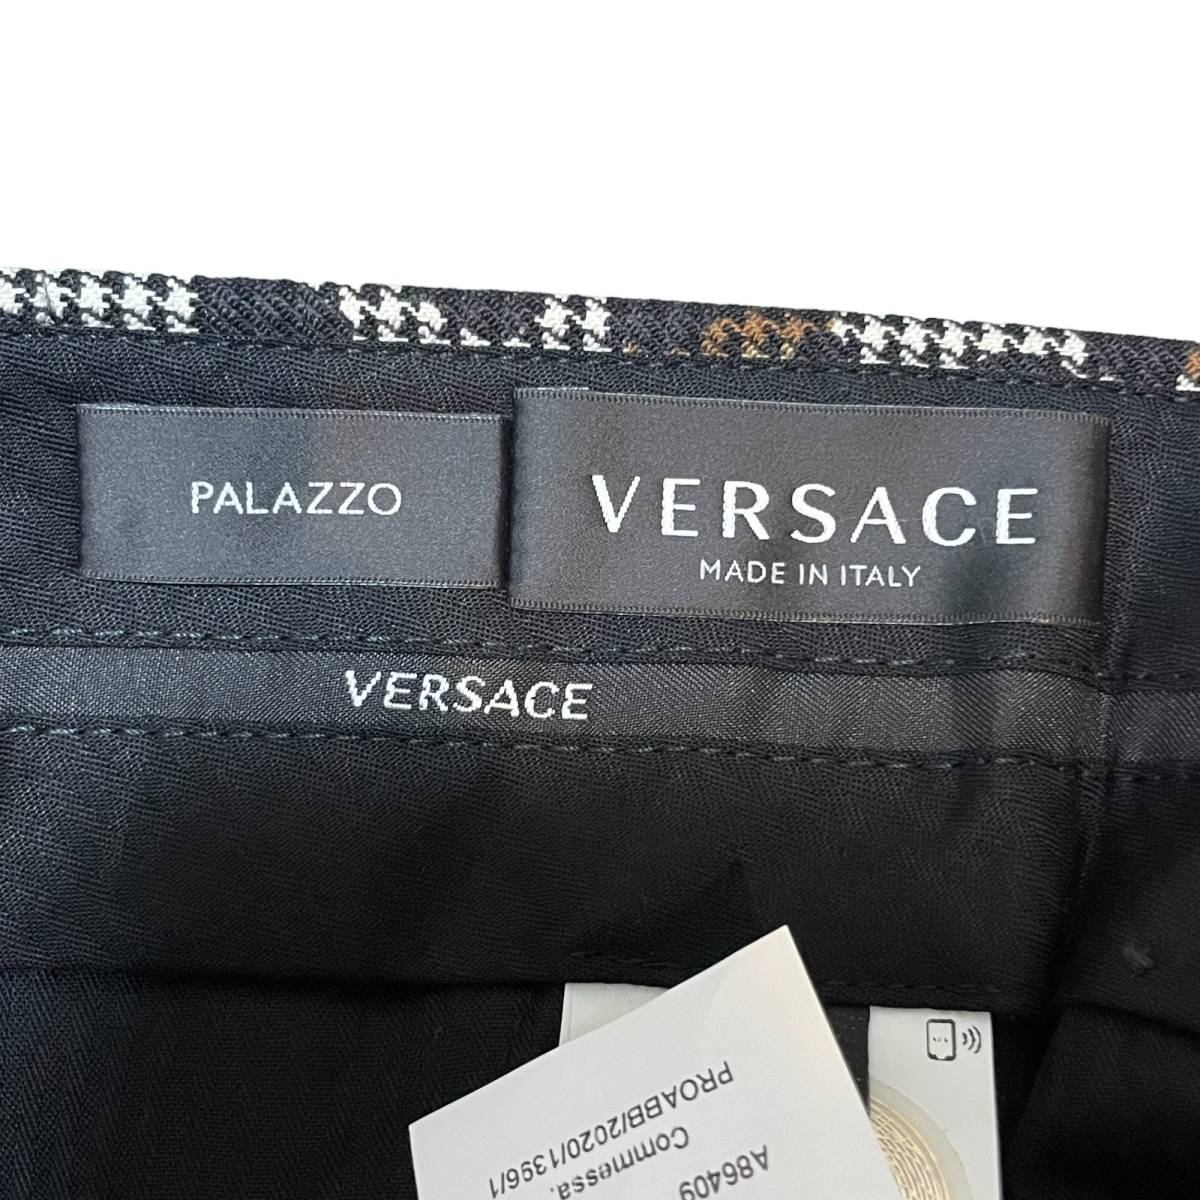 PALAZZO
VERSACE
MADE IN ITALY
VERSACE
A86409
Commessa.
PROABB/2020/1396/1